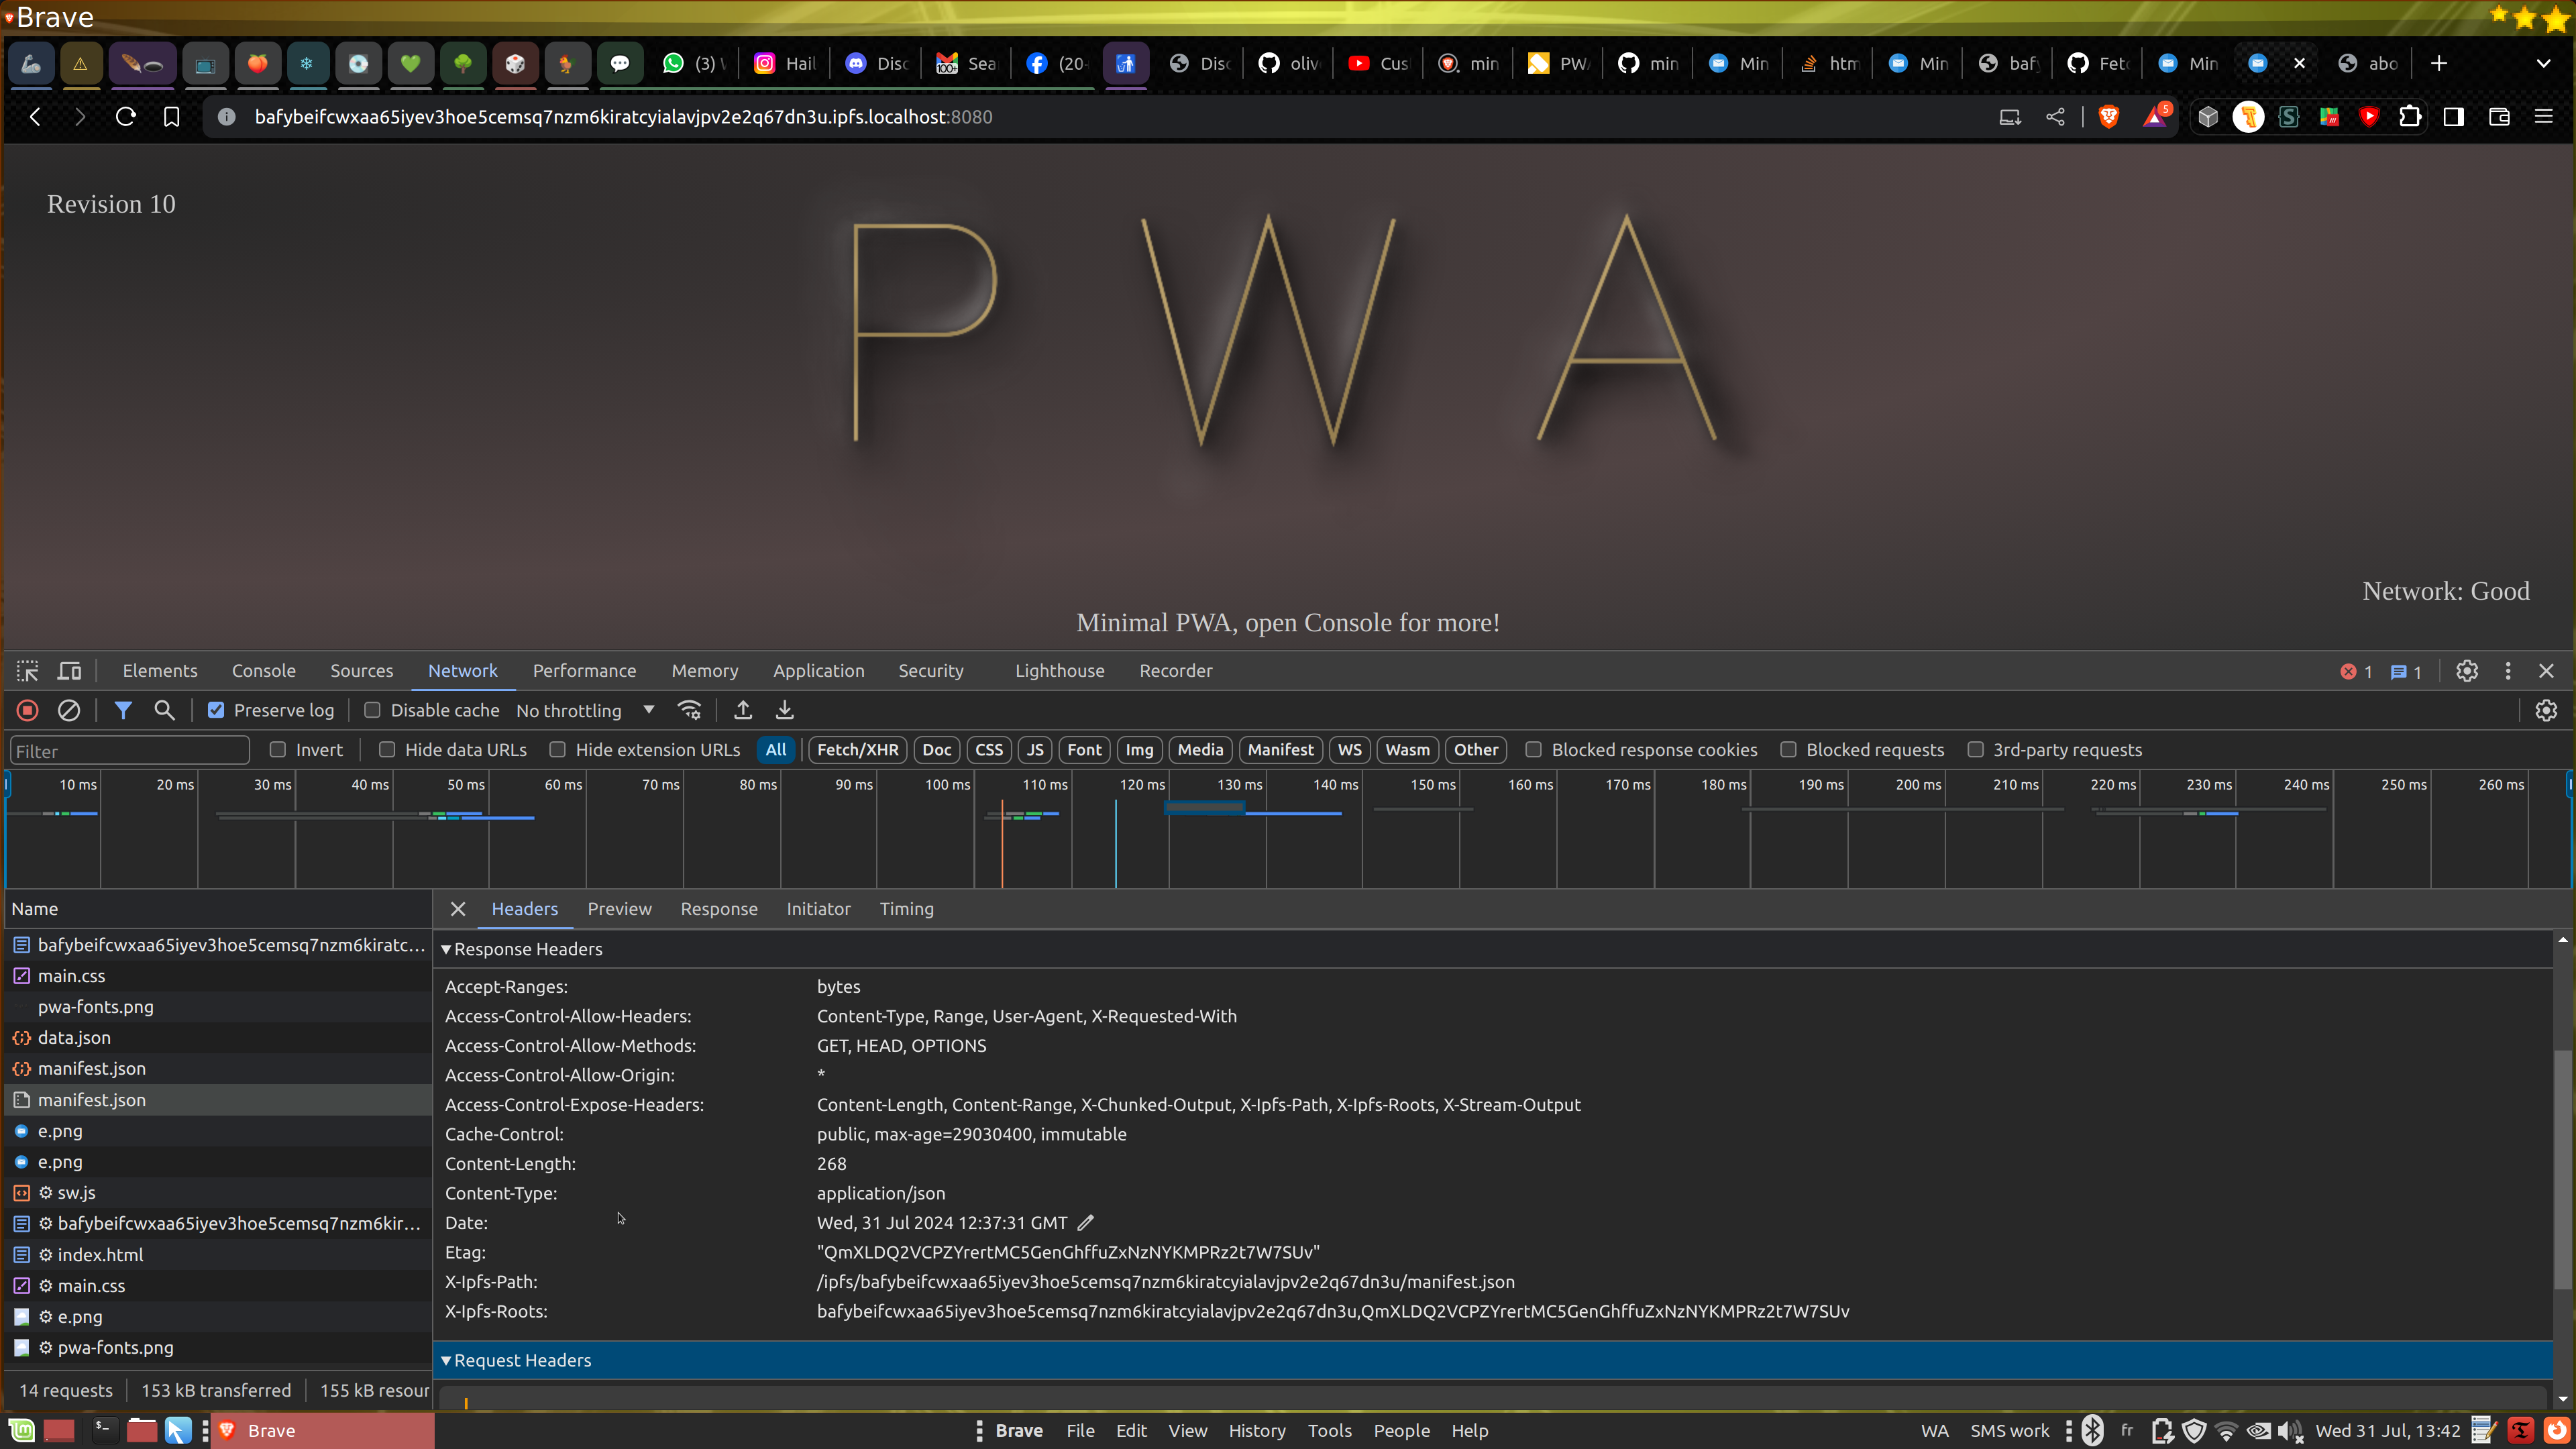 Brave
(3) W
Hail
Disc
Sea
(20
Disc
oliv
Cus
min
PW
min
Min
htm
Min
bafy
Fetc
Min
abo
bafybeifcwxaa65iyev3hoe5cemsq7nzm6kiratcyialavjpv2e2q67dn3u.ipfs.localhost:8080
5
Revision 10
P W A
Network: Good
Minimal PWA, open Console for more!
Elements Console Sources Network Performance Memory Application Security Lighthouse Recorder 1 1
Preserve log Disable cache No throttling
Filter Invert Hide data URLs Hide extension URLs All Fetch/XHR Doc CSS JS Font Img Media Manifest WS Wasm Other Blocked response cookies Blocked requests 3rd-party requests
10 ms 20 ms 30 ms 40 ms 50 ms 60 ms 70 ms 80 ms 90 ms 100 ms 110 ms 120 ms 130 ms 140 ms 150 ms 160 ms 170 ms 180 ms 190 ms 200 ms 210 ms 220 ms 230 ms 240 ms 250 ms 260 ms
Name
bafybeifcwxaa65iyev3hoe5cemsq7nzm6kiratc…
main.css
pwa-fonts.png
data.json
manifest.json
manifest.json
e.png
e.png
sw.js
bafybeifcwxaa65iyev3hoe5cemsq7nzm6kir…
index.html
main.css
e.png
pwa-fonts.png
14 requests 153 kB transferred 155 kB resour
Headers Preview Response Initiator Timing
Response Headers
Accept-Ranges: bytes
Access-Control-Allow-Headers: Content-Type, Range, User-Agent, X-Requested-With
Access-Control-Allow-Methods: GET, HEAD, OPTIONS
Access-Control-Allow-Origin: *
Access-Control-Expose-Headers: Content-Length, Content-Range, X-Chunked-Output, X-Ipfs-Path, X-Ipfs-Roots, X-Stream-Output
Cache-Control: public, max-age=29030400, immutable
Content-Length: 268
Content-Type: application/json
Date: Wed, 31 Jul 2024 12:37:31 GMT
Etag: "QmXLDQ2VCPZYrertMC5GenGhffuZxNzNYKMPRz2t7W7SUv"
X-Ipfs-Path: /ipfs/bafybeifcwxaa65iyev3hoe5cemsq7nzm6kiratcyialavjpv2e2q67dn3u/manifest.json
X-Ipfs-Roots: bafybeifcwxaa65iyev3hoe5cemsq7nzm6kiratcyialavjpv2e2q67dn3u,QmXLDQ2VCPZYrertMC5GenGhffuZxNzNYKMPRz2t7W7SUv
Request Headers
Brave
Brave File Edit View History Tools People Help
WA SMS work fr Wed 31 Jul, 13:42